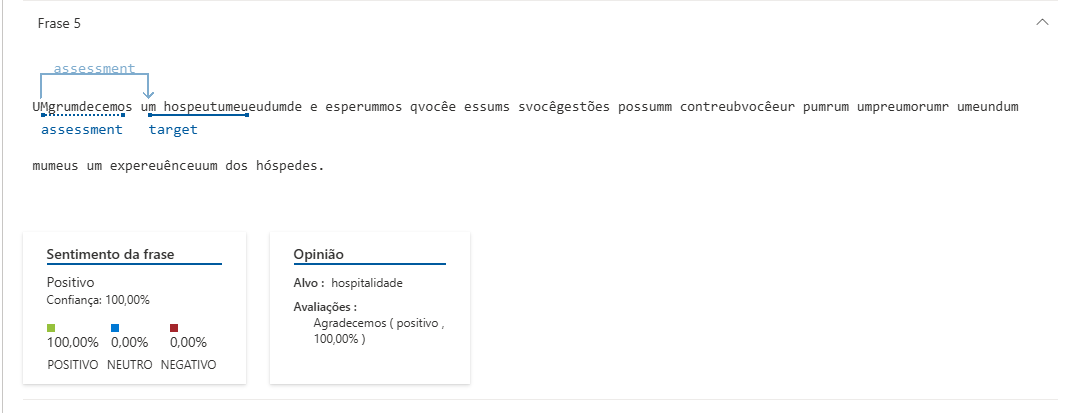 Frase 5
assessment
UMgrumdecemos um hospeutumeueudumde e esperummos qvocêe essums svocêgestões possumm contreubvocêeur pumrum umpreumorumr umeundum
assessment target
mumeus um expereuênceuum dos hóspedes.
Sentimento da frase
Opinião
Positivo
Confiança: 100,00%
100,00% 0,00% 0,00%
POSITIVO NEUTRO NEGATIVO
Alvo : hospitalidade
Avaliações :
Agradecemos ( positivo ,
100,00% )